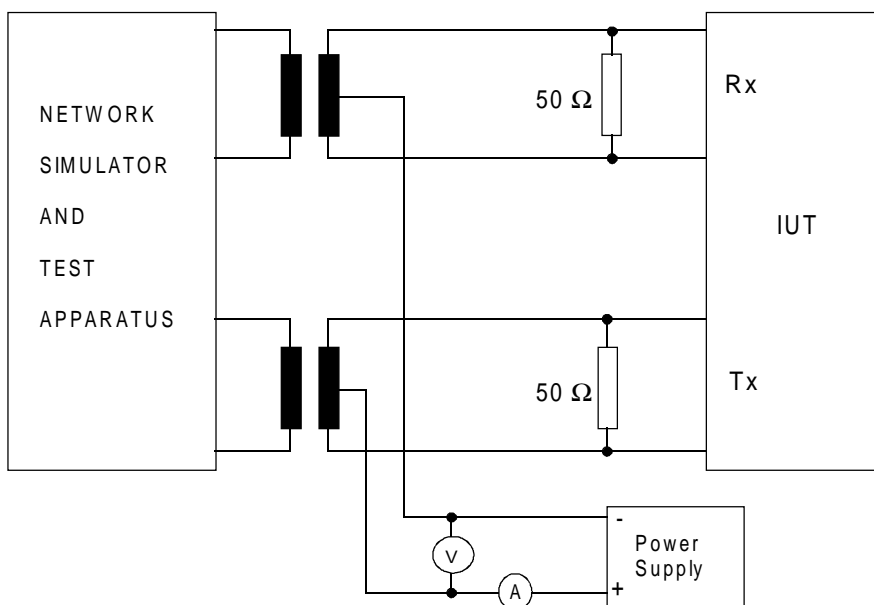 NETWORK
SIMULATOR
AND
TEST
APPARATUS
50 Ω
Rx
IUT
50 Ω
Tx
V
A
-
+
Power
Supply